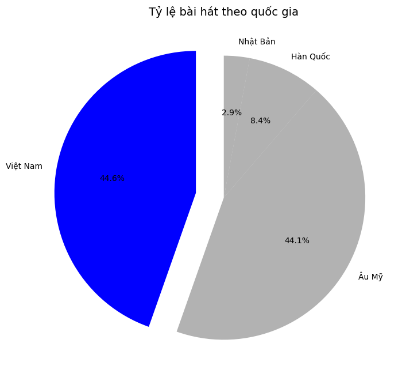 Tỷ lệ bài hát theo quốc gia
Nhật Bản
Hàn Quốc
2.9%
8.4%
Việt Nam
44.1%
Âu Mỹ